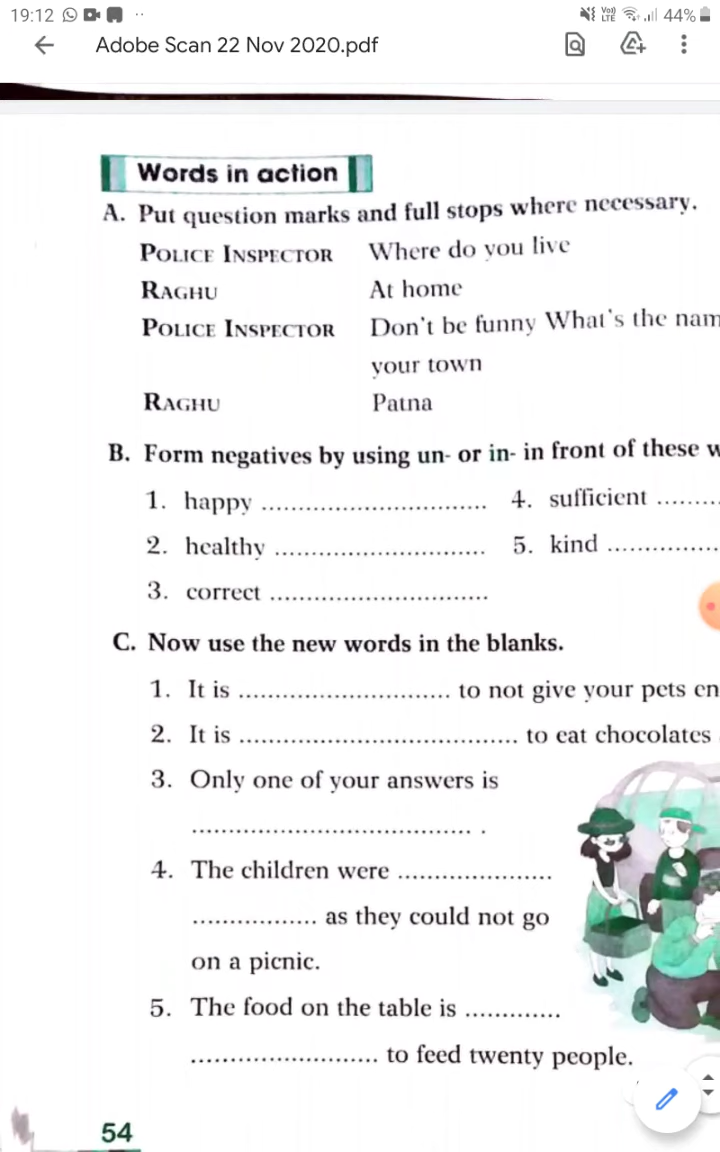 19:12 44%
Vo)) LTE
Adobe Scan 22 Nov 2020.pdf
Words in action
A. Put question marks and full stops where necessary.
POLICE INSPECTOR Where do you live
RAGHU At home
POLICE INSPECTOR Don't be funny What's the nam
your town
RAGHU Patna
B. Form negatives by using un- or in- in front of these w
1. happy .............................. 4. sufficient ........
2. healthy ............................ 5. kind ...............
3. correct .............................
C. Now use the new words in the blanks.
1. It is ............................ to not give your pets en
2. It is ..................................... to eat chocolates
3. Only one of your answers is
..................................... .
4. The children were .....................
................. as they could not go
on a picnic.
5. The food on the table is .............
......................... to feed twenty people.
54